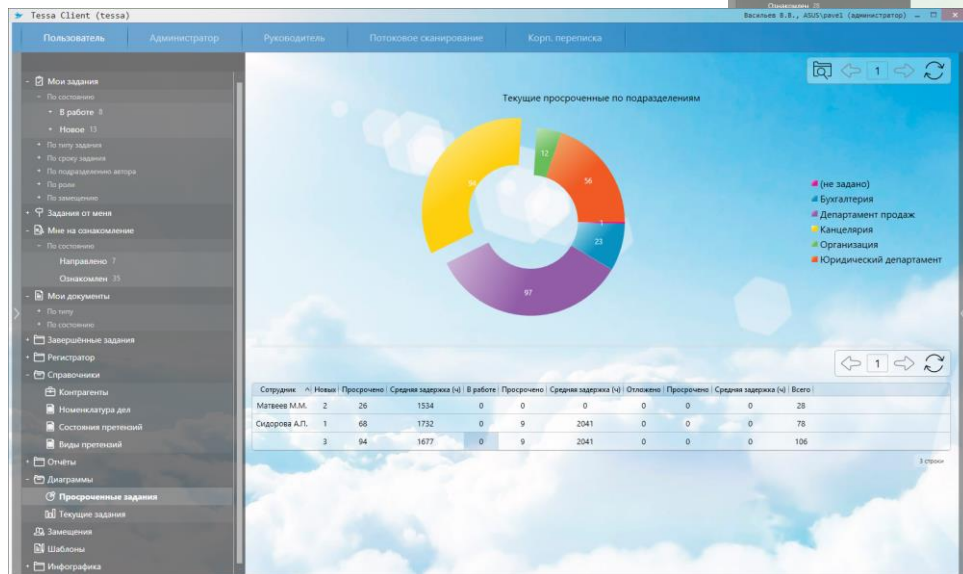 Ознакомлен 25
Tessa Client (tessa)
Васильев В.В., ASUS\pavel (администратор)
Пользователь Администратор Руководитель Потоковое сканирование Корп. переписка
Мои задания
По состоянию
В работе 8
Новое 13
По типу задания
По сроку задания
По подразделению автора
По роли
По замещению
Задания от меня
Мне на ознакомление
По состоянию
Направлено 7
Ознакомлен 35
Мои документы
По типу
По состоянию
Завершённые задания
Регистратор
Справочники
Контрагенты
Номенклатура дел
Состояния претензий
Виды претензий
Отчёты
Диаграммы
Просроченные задания
Текущие задания
Замещения
Шаблоны
Инфографика
1
Текущие просроченные по подразделениям
12
56
94
1
23
97
(не задано)
Бухгалтерия
Департамент продаж
Канцелярия
Организация
Юридический департамент
1
Сотрудник Новых Просрочено Средняя задержка (ч) В работе Просрочено Средняя задержка (ч) Отложено Просрочено Средняя задержка (ч) Всего
Матвеев М.М. 2 26 1534 0 0 0 0 0 0 28
Сидорова А.П. 1 68 1732 0 9 2041 0 0 0 78
3 94 1677 0 9 2041 0 0 0 106
3 строки